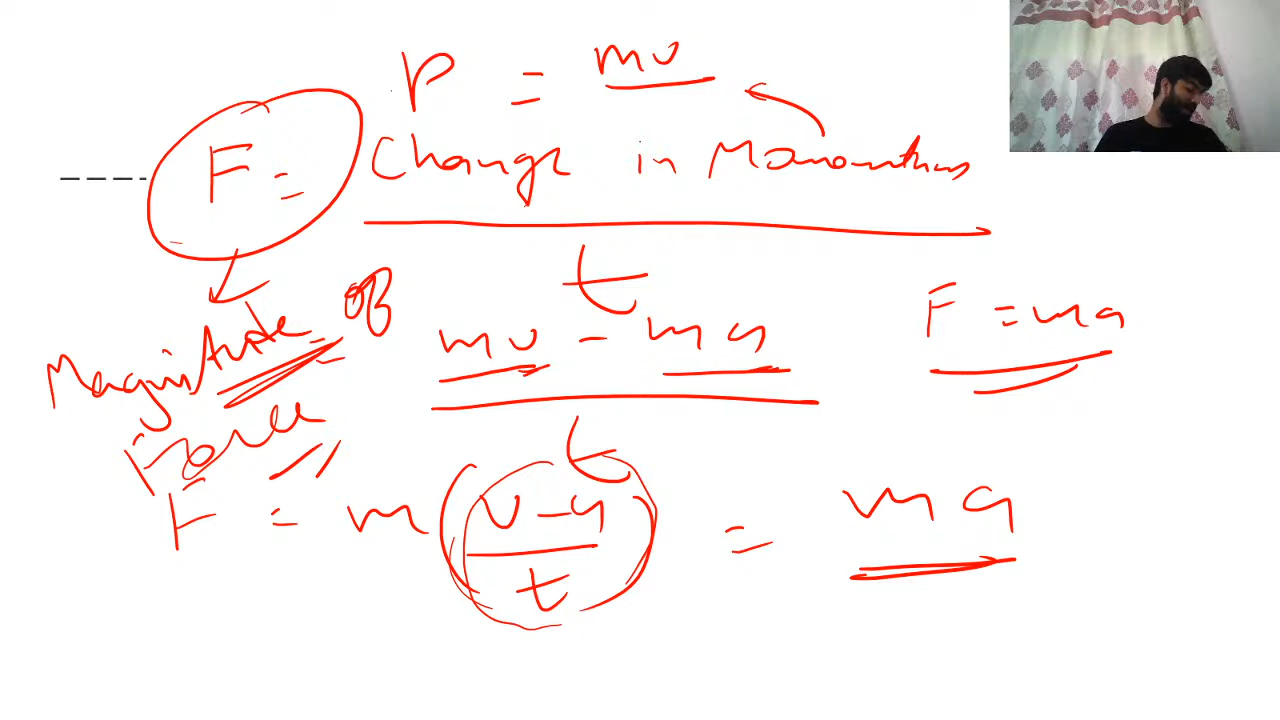 P = mv
F = Change in Momentum
t
Magnitude of
Force
mv - mu
t
F = ma
F = m(v-u
t) = ma